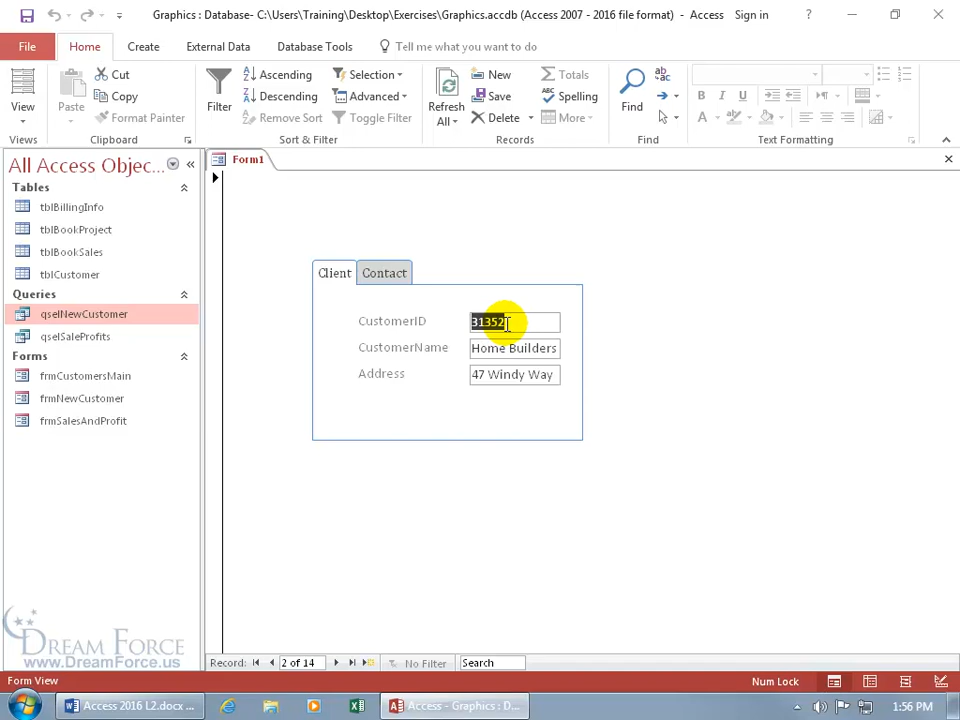 Graphics : Database- C:\Users\Training\Desktop\Exercises\Graphics.accdb (Access 2007 - 2016 file format) - Access Sign in ?
File Home Create External Data Database Tools Tell me what you want to do
View
Views
Paste
Cut
Copy
Format Painter
Clipboard
Filter
Ascending
Descending
Remove Sort
Selection
Advanced
Toggle Filter
Sort & Filter
Refresh All
New
Save
Delete
Totals
Spelling
More
Records
Find
Find
B I U
A
Text Formatting
All Access Objec...
Tables
tblBillingInfo
tblBookProject
tblBookSales
tblCustomer
Queries
qselNewCustomer
qselSaleProfits
Forms
frmCustomersMain
frmNewCustomer
frmSalesAndProfit
DREAM FORCE
www.DreamForce.us
Form1
Client Contact
CustomerID 31352
CustomerName Home Builders
Address 47 Windy Way
Record: 2 of 14 No Filter Search
Form View Num Lock
Access 2016 L2.docx ... Access - Graphics : D... 1:56 PM